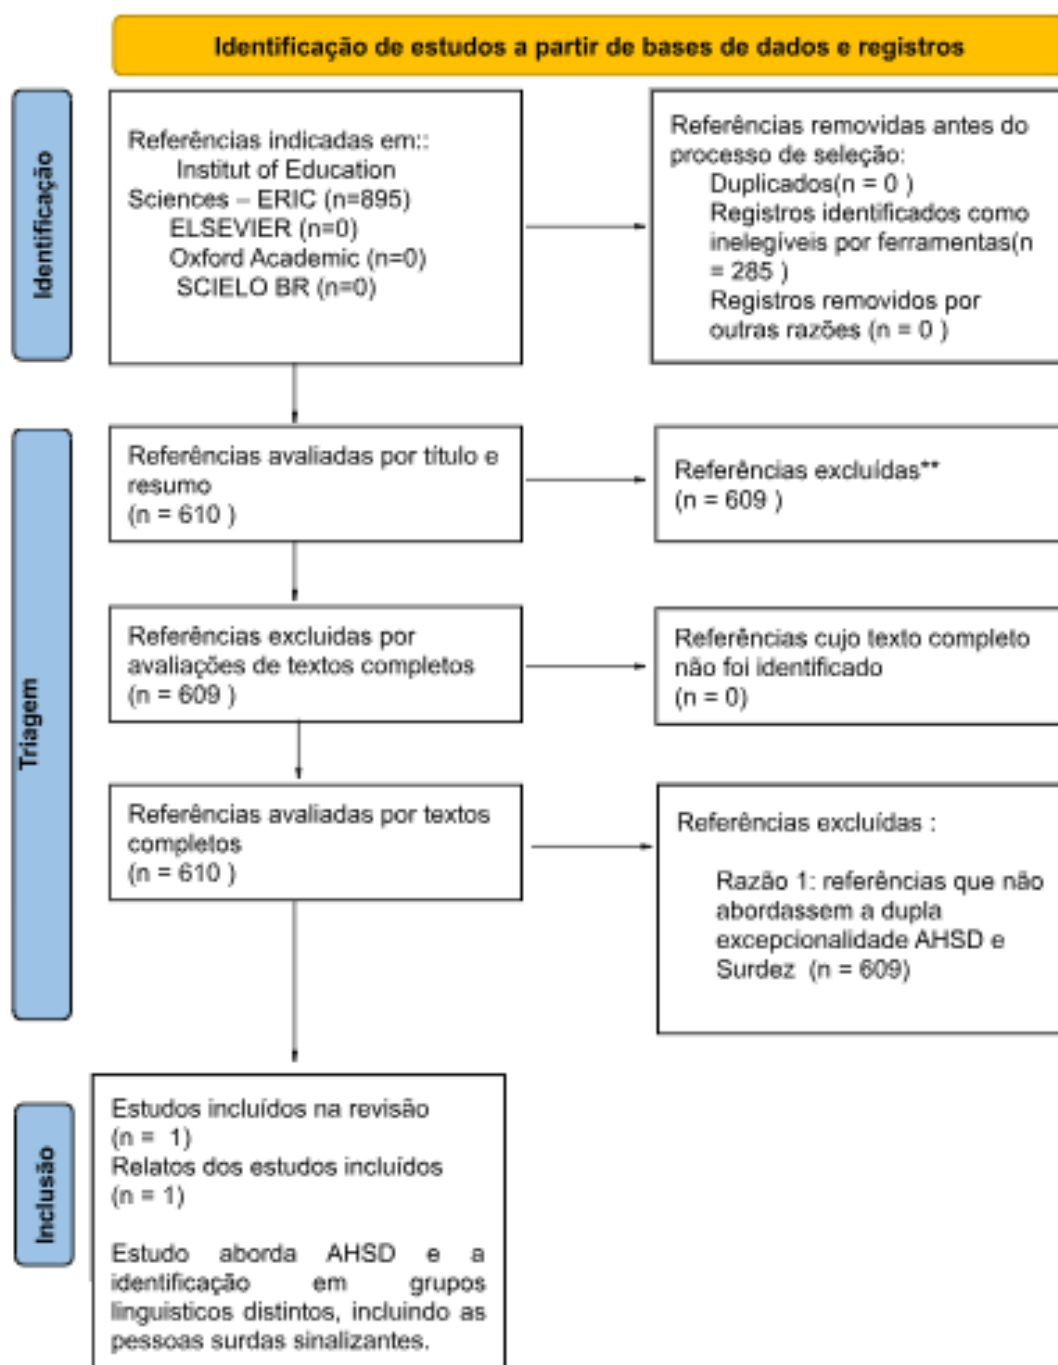 Identificação de estudos a partir de bases de dados e registros
Identificação
Referências indicadas em::
Institut of Education
Sciences – ERIC (n=895)
ELSEVIER (n=0)
Oxford Academic (n=0)
SCIELO BR (n=0)
Referências removidas antes do
processo de seleção:
Duplicados(n = 0 )
Registros identificados como
inelegíveis por ferramentas(n
= 285 )
Registros removidos por
outras razões (n = 0 )
Triagem
Referências avaliadas por título e
resumo
(n = 610 )
Referências excluídas**
(n = 609 )
Referências excluidas por
avaliações de textos completos
(n = 609 )
Referências cujo texto completo
não foi identificado
(n = 0)
Referências avaliadas por textos
completos
(n = 610 )
Referências excluídas :
Razão 1: referências que não
abordassem a dupla
excepcionalidade AHSD e
Surdez (n = 609)
Inclusão
Estudos incluídos na revisão
(n = 1)
Relatos dos estudos incluídos
(n = 1)
Estudo aborda AHSD e a
identificação em grupos
linguisticos distintos, incluindo as
pessoas surdas sinalizantes.